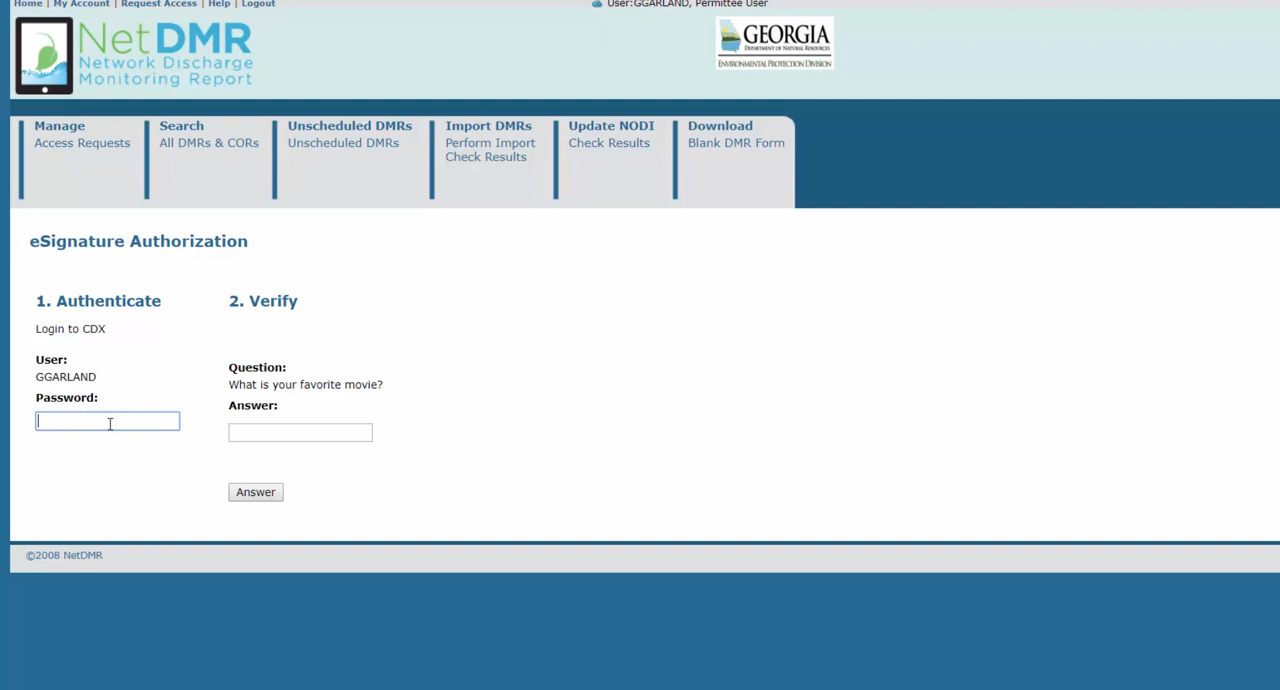 Home | My Account | Request Access | Help | Logout
User:GGARLAND, Permittee User
NetDMR
Network Discharge
Monitoring Report
GEORGIA
DEPARTMENT OF NATURAL RESOURCES
ENVIRONMENTAL PROTECTION DIVISION
Manage
Access Requests
Search
All DMRs & CORs
Unscheduled DMRs
Unscheduled DMRs
Import DMRs
Perform Import
Check Results
Update NODI
Check Results
Download
Blank DMR Form
eSignature Authorization
1. Authenticate
Login to CDX
User:
GGARLAND
Password:
2. Verify
Question:
What is your favorite movie?
Answer:
Answer
©2008 NetDMR